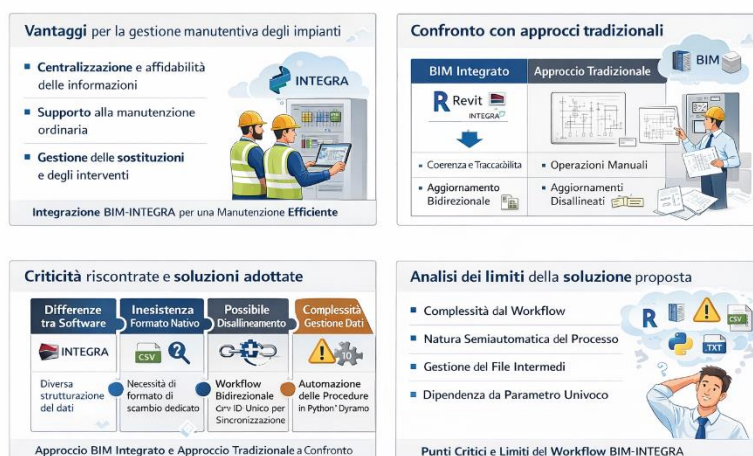 Vantaggi per la gestione manutentiva degli impianti
Centralizzazione e affidabilità
delle informazioni
Supporto alla manutenzione
ordinaria
Gestione delle sostituzioni
e degli interventi
INTEGRA
Integrazione BIM-INTEGRA per una Manutenzione Efficiente
Confronto con approcci tradizionali
BIM
BIM Integrato
Approccio Tradizionale
R Revit
INTEGRA
Coerenza e Traccabilita
Operazioni Manuali
Aggiornamento
Bidirezionale
Aggiornamenti
Disallineati
Criticità riscontrate e soluzioni adottate
Differenze
tra Software
Inesistenza
Formato Nativo
Possibile
Disallineamento
Complessità
Gestione Dati
INTEGRA
CSV
10
Diversa
strutturazione
del dati
Necessità di
formato di
scambio dedicato
Workflow
Bidirezionale
ID Unico per
Sincronizzazione
Automazione
delle Procedure
in Python' Dyramo
Approccio BIM Integrato e Approccio Tradizionale a Confronto
Analisi dei limiti della soluzione proposta
Complessità dal Workflow
Natura Semiautomatica del Processo
Gestione del File Intermedi
Dipendenza da Parametro Univoco
R
CSV
.TXT
Punti Critici e Limiti del Workflow BIM-INTEGRA